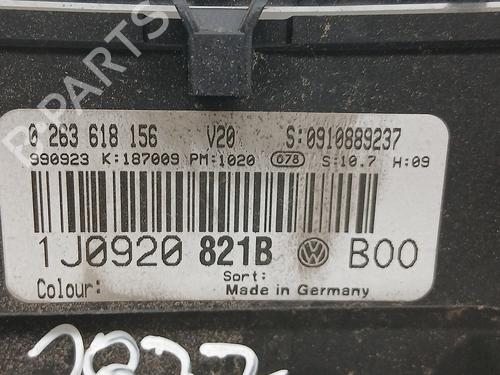 B-PARTS
0 263 618 156 V20 S:0910889237
990923 K:187009 PM:1020 078 S:10.7 H:09
1J0920 821B B00
Sort:
Colour: Made in Germany